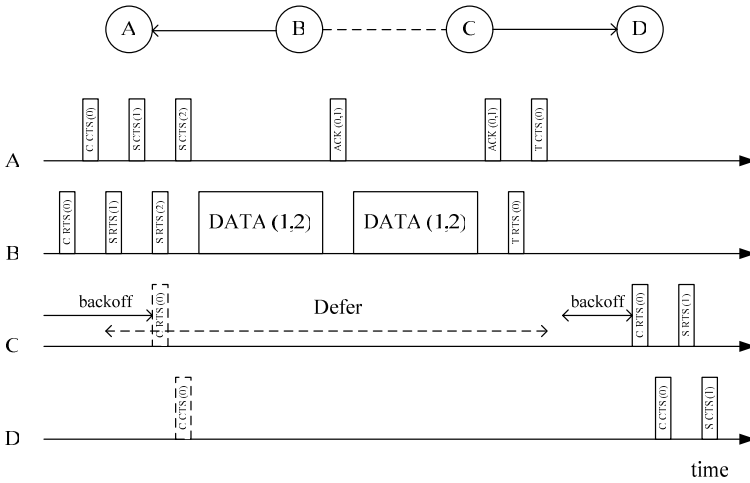 A
B
C
D
A
C CTS (0)
S CTS (1)
S CTS (2)
ACK (0,1)
ACK (0,1)
T CTS (0)
B
C RTS (0)
S RTS (1)
S RTS (2)
DATA (1,2)
DATA (1,2)
T RTS (0)
C
backoff
C RTS (0)
Defer
backoff
C RTS (0)
S RTS (1)
D
C CTS (0)
C CTS (0)
S CTS (1)
time